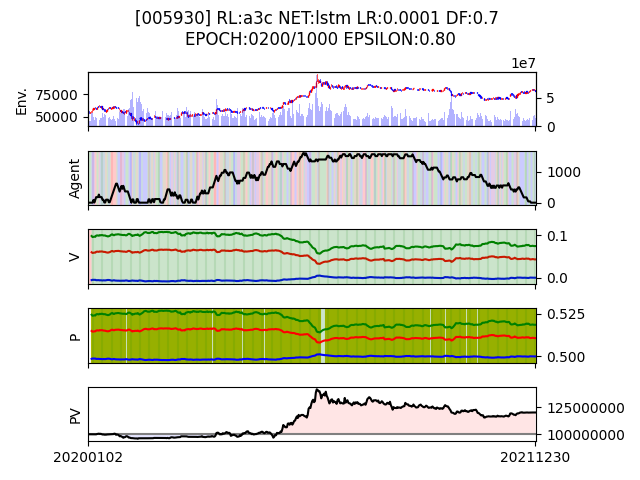 [005930] RL:a3c NET:lstm LR:0.0001 DF:0.7
EPOCH:0200/1000 EPSILON:0.80
1e7
Env.
75000
50000
5
0
Agent
1000
0
V
0.1
0.0
P
0.525
0.500
PV
125000000
100000000
20200102
20211230